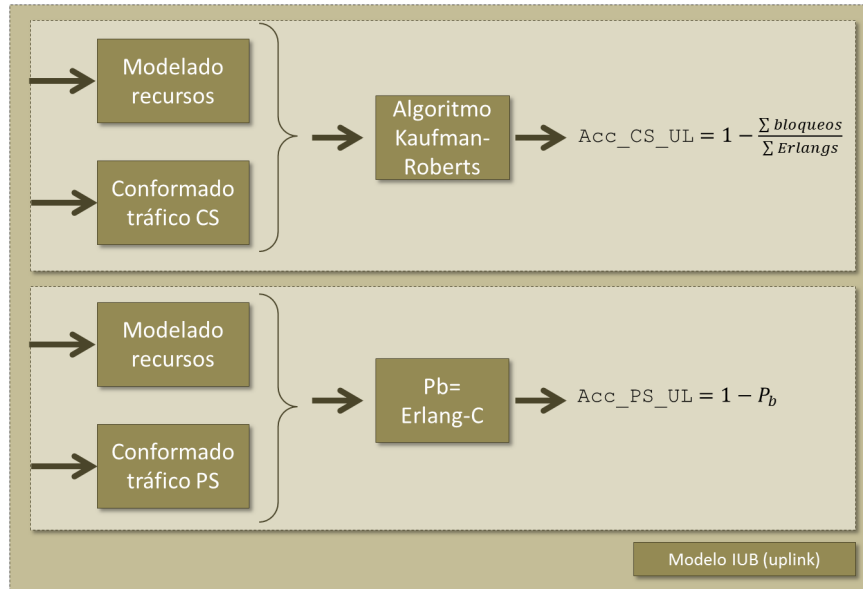 Modelado
recursos
Conformado
tráfico CS
Algoritmo
Kaufman-
Roberts
Acc_CS_UL = 1 − ∑ bloqueos / ∑ Erlangs
Modelado
recursos
Conformado
tráfico PS
Pb=
Erlang-C
Acc_PS_UL = 1 − P_b
Modelo IUB (uplink)